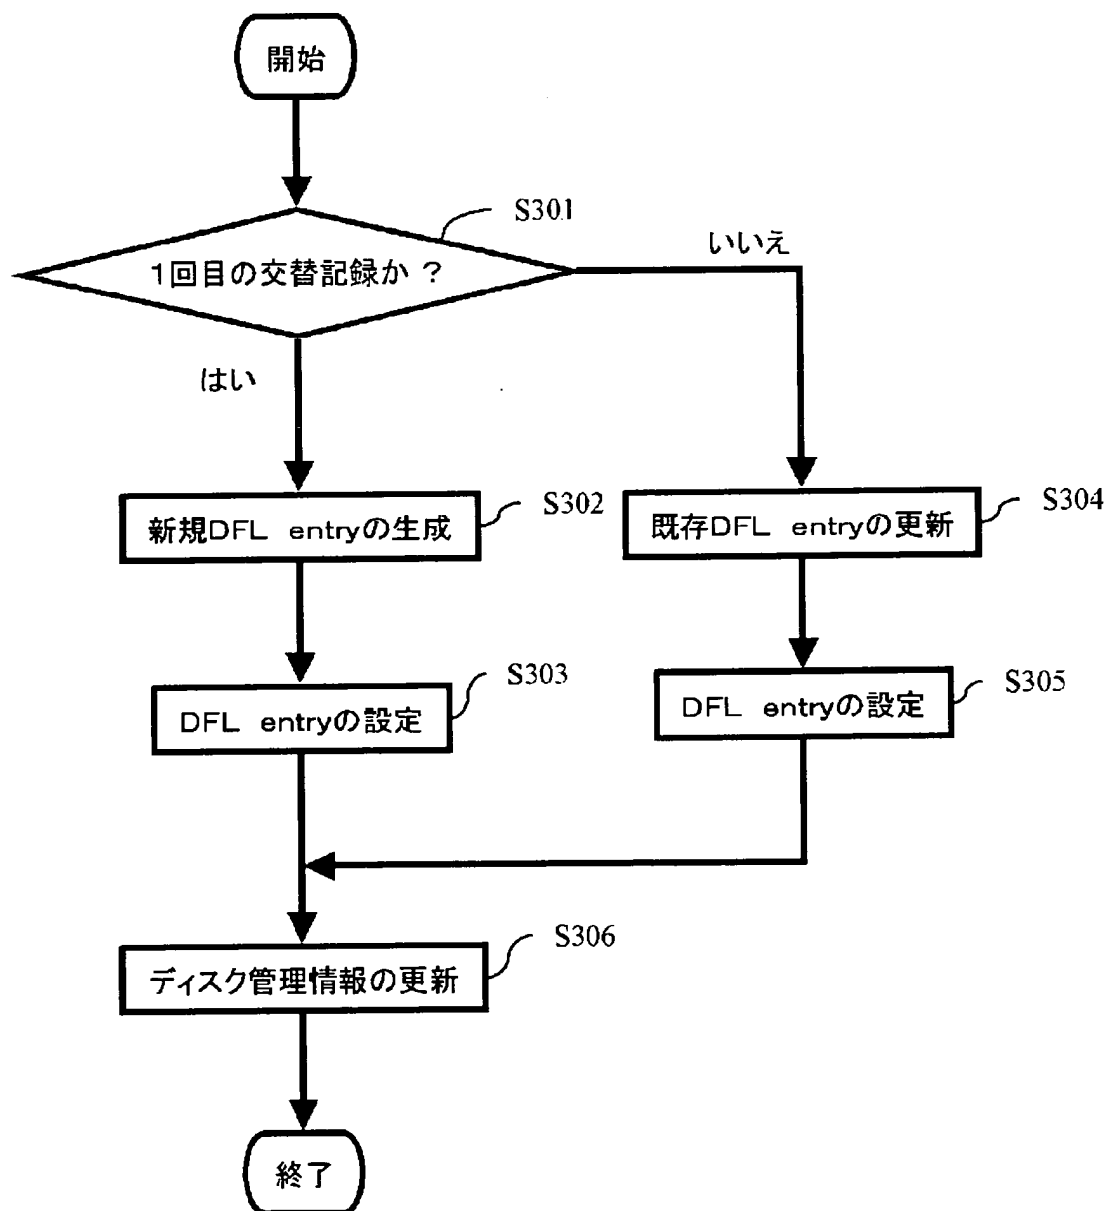 開始
S301
1回目の交替記録か ?
いいえ
はい
新規DFL entryの生成
S302
既存DFL entryの更新
S304
DFL entryの設定
S303
DFL entryの設定
S305
ディスク管理情報の更新
S306
終了